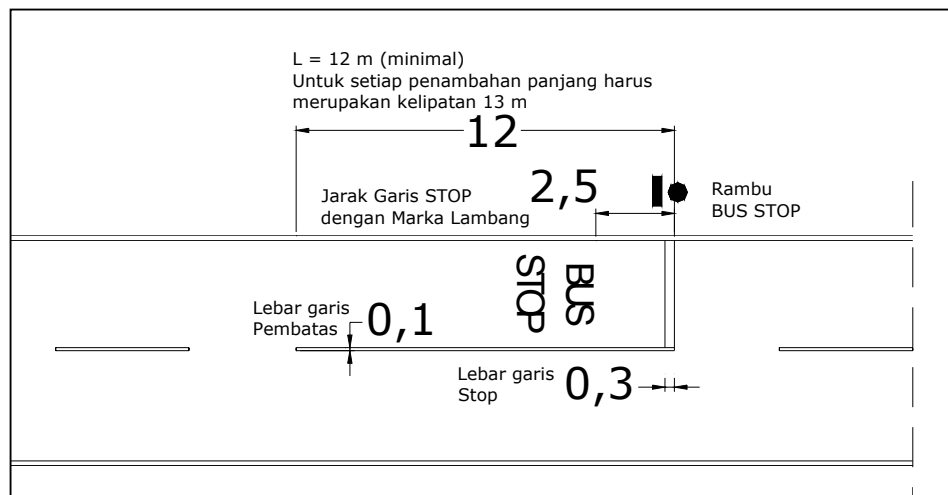 L = 12 m (minimal)
Untuk setiap penambahan panjang harus
merupakan kelipatan 13 m
12
2,5
Jarak Garis STOP
dengan Marka Lambang
Rambu
BUS STOP
BUS
STOP
Lebar garis
Pembatas
0,1
Lebar garis
Stop
0,3